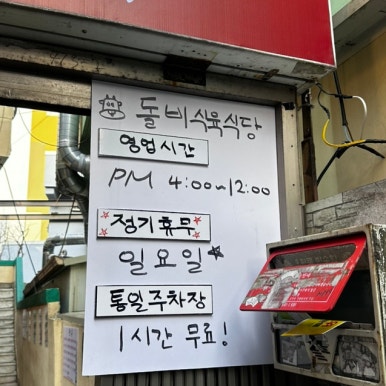 돌비식육식당
영업시간
PM 4:00~12:00
정기휴무
일요일
통일주차장
1시간 무료!